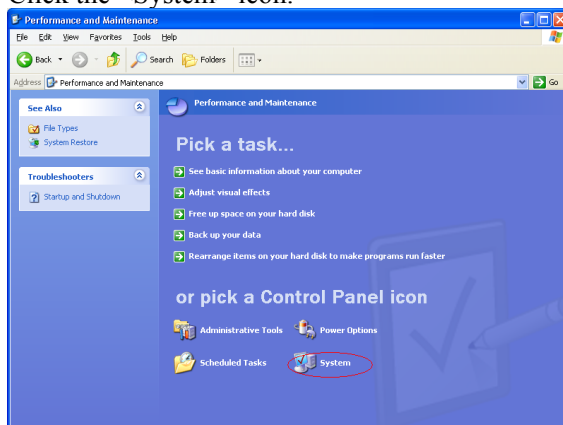 Click the "System" icon.
Performance and Maintenance
File Edit View Favorites Tools Help
Back Search Folders
Address Performance and Maintenance Go
See Also
File Types
System Restore
Troubleshooters
Startup and Shutdown
Performance and Maintenance
Pick a task...
See basic information about your computer
Adjust visual effects
Free up space on your hard disk
Back up your data
Rearrange items on your hard disk to make programs run faster
or pick a Control Panel icon
Administrative Tools Power Options
Scheduled Tasks System